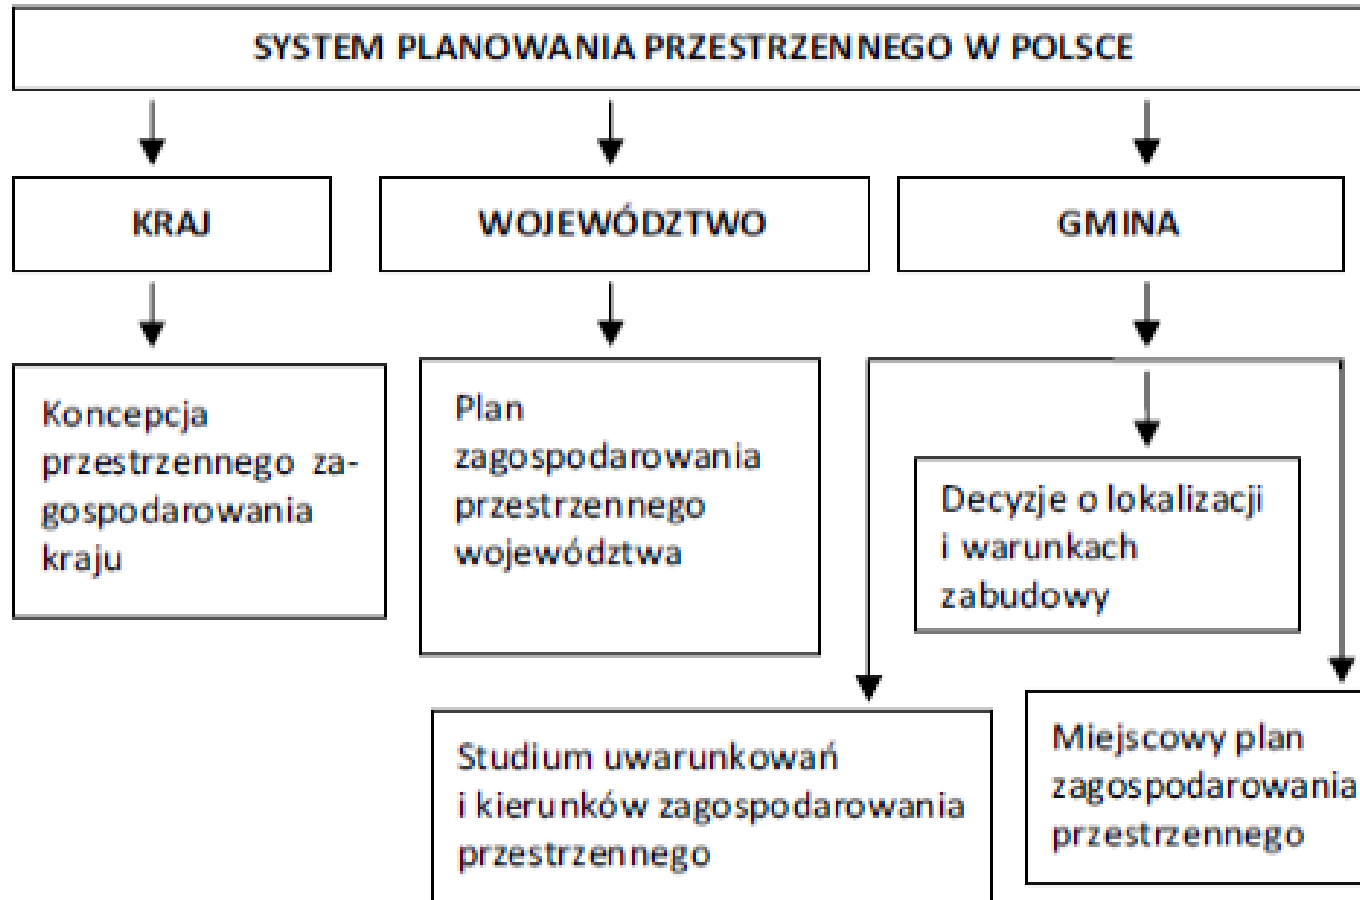 SYSTEM PLANOWANIA PRZESTRZENNEGO W POLSCE
KRAJ
WOJEWÓDZTWO
GMINA
Koncepcja
przestrzennego za-
gospodarowania
kraju
Plan
zagospodarowania
przestrzennego
województwa
Decyzje o lokalizacji
i warunkach
zabudowy
Studium uwarunkowań
i kierunków zagospodarowania
przestrzennego
Miejscowy plan
zagospodarowania
przestrzennego